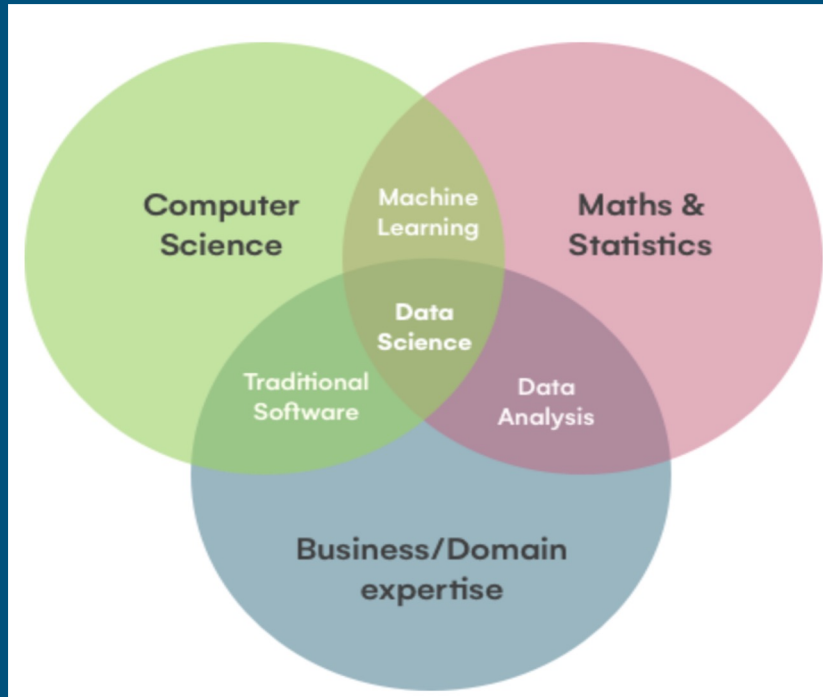 Computer
Science
Machine
Learning
Maths &
Statistics
Data
Science
Traditional
Software
Data
Analysis
Business/Domain
expertise